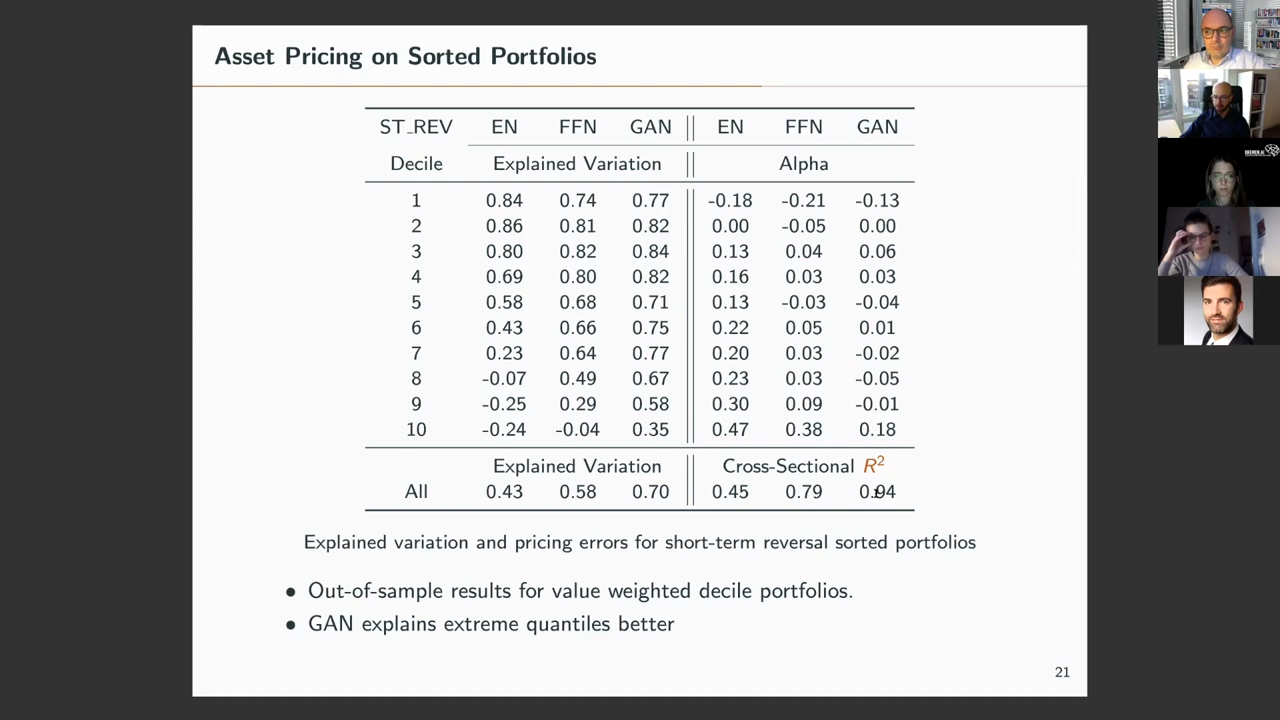 Asset Pricing on Sorted Portfolios
ST_REV EN FFN GAN EN FFN GAN
Decile Explained Variation Alpha
1 0.84 0.74 0.77 -0.18 -0.21 -0.13
2 0.86 0.81 0.82 0.00 -0.05 0.00
3 0.80 0.82 0.84 0.13 0.04 0.06
4 0.69 0.80 0.82 0.16 0.03 0.03
5 0.58 0.68 0.71 0.13 -0.03 -0.04
6 0.43 0.66 0.75 0.22 0.05 0.01
7 0.23 0.64 0.77 0.20 0.03 -0.02
8 -0.07 0.49 0.67 0.23 0.03 -0.05
9 -0.25 0.29 0.58 0.30 0.09 -0.01
10 -0.24 -0.04 0.35 0.47 0.38 0.18
Explained Variation Cross-Sectional R²
All 0.43 0.58 0.70 0.45 0.79 0.94
Explained variation and pricing errors for short-term reversal sorted portfolios
• Out-of-sample results for value weighted decile portfolios.
• GAN explains extreme quantiles better
21
BREMEN.AI